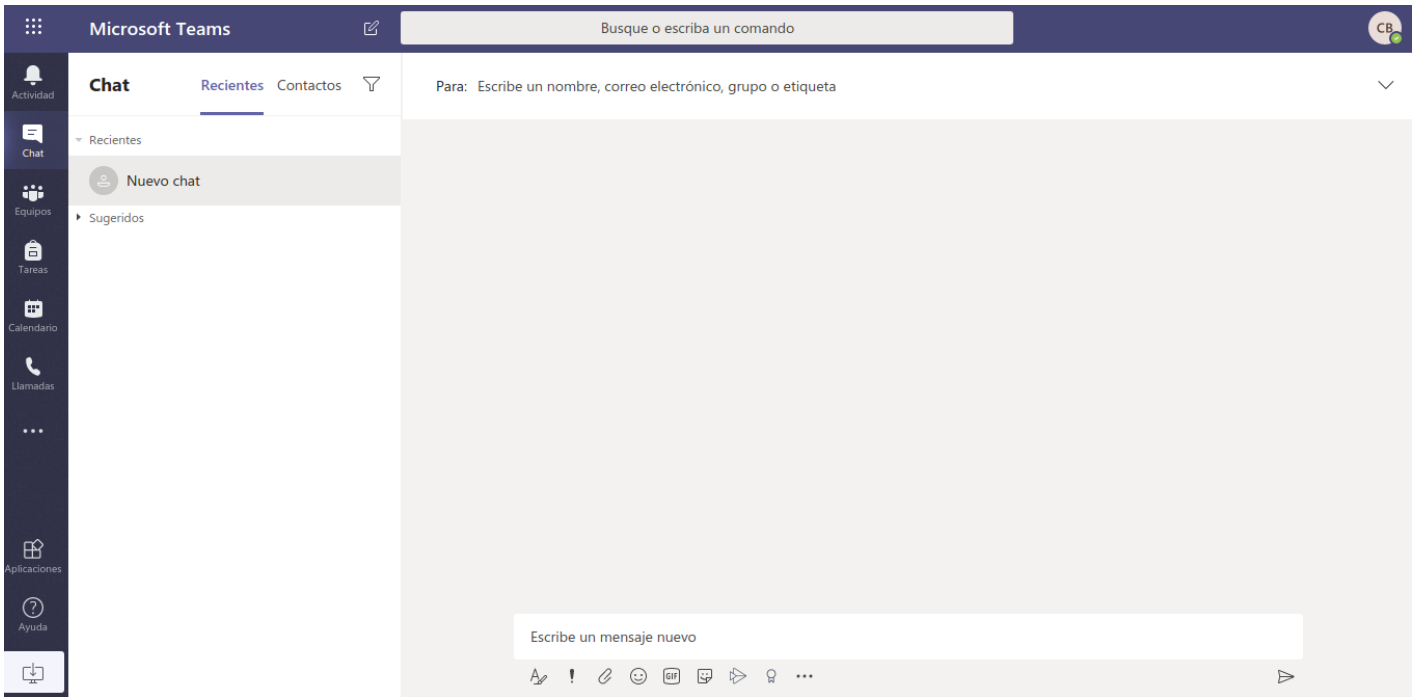 Microsoft Teams
Busque o escriba un comando
CB
Actividad
Chat
Equipos
Tareas
Calendario
Llamadas
Aplicaciones
Ayuda
Chat
Recientes
Contactos
Recientes
Nuevo chat
Sugeridos
Para: Escribe un nombre, correo electrónico, grupo o etiqueta
Escribe un mensaje nuevo
GIF